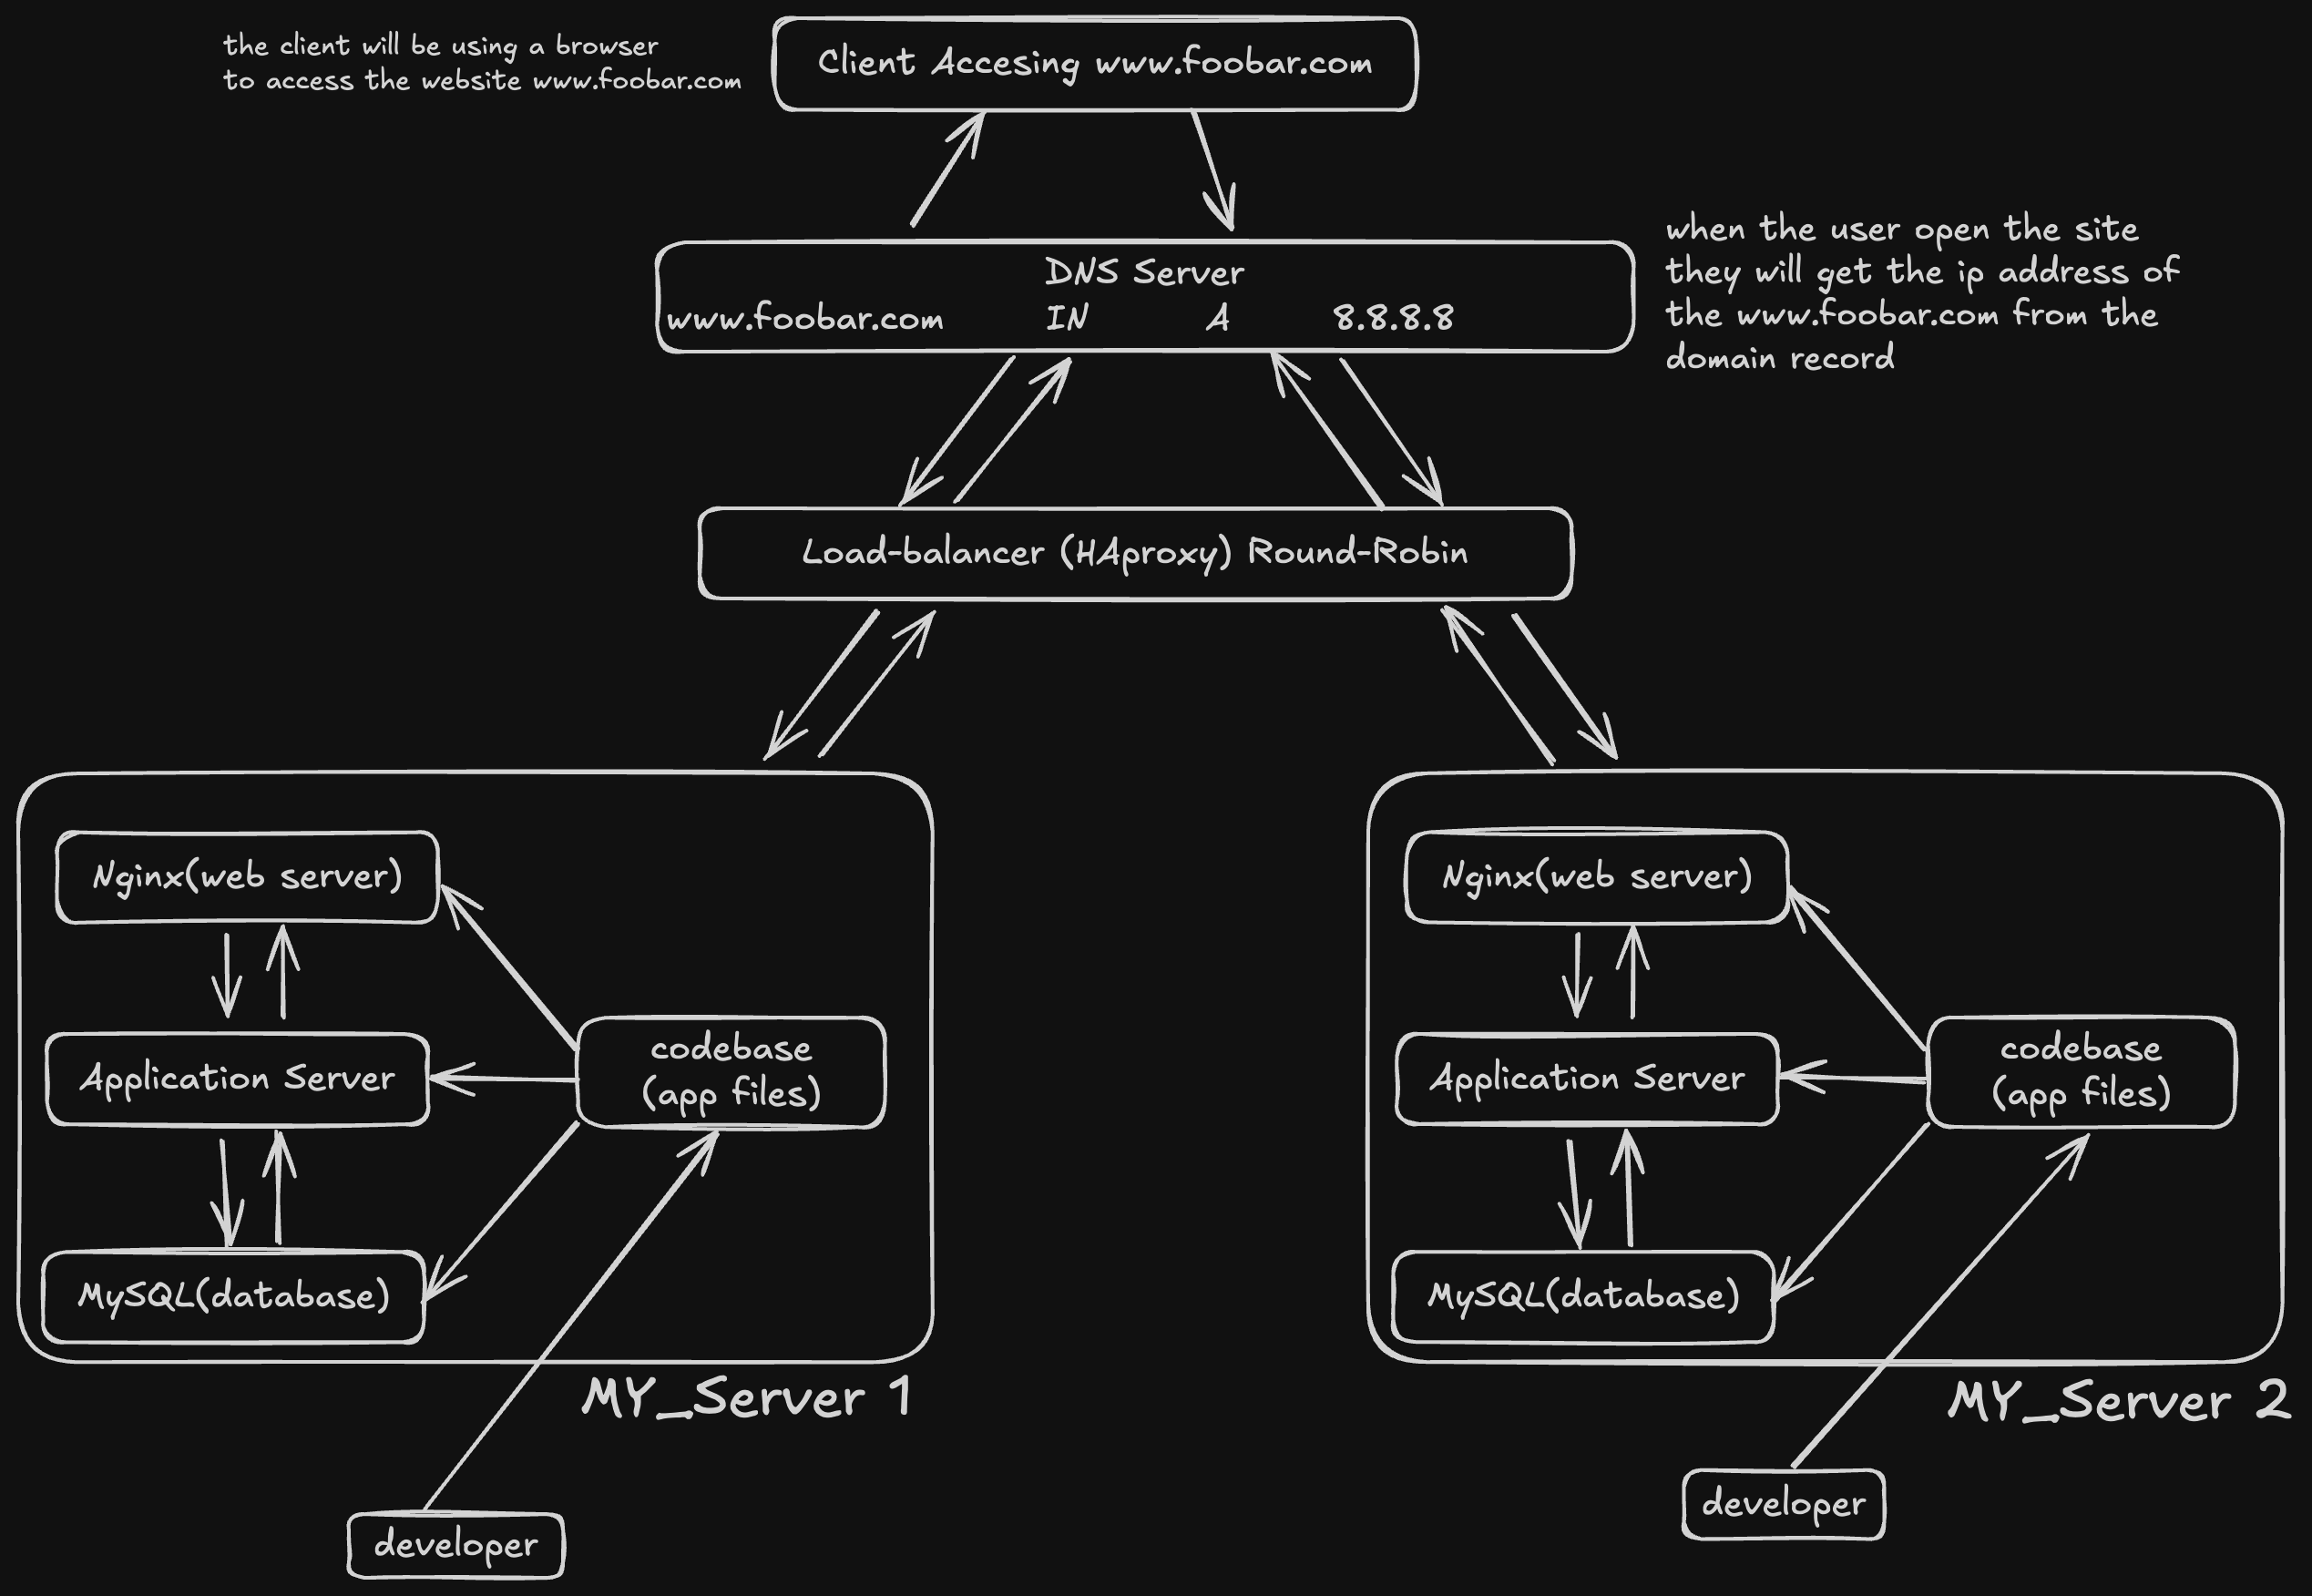 the client will be using a browser
to access the website www.foobar.com
Client Accesing www.foobar.com
DNS Server
www.foobar.com IN A 8.8.8.8
when the user open the site
they will get the ip address of
the www.foobar.com from the
domain record
Load-balancer (HAproxy) Round-Robin
Nginx(web server)
Application Server
codebase
(app files)
MySQL(database)
MY_Server 1
developer
Nginx(web server)
Application Server
codebase
(app files)
MySQL(database)
MY_Server 2
developer